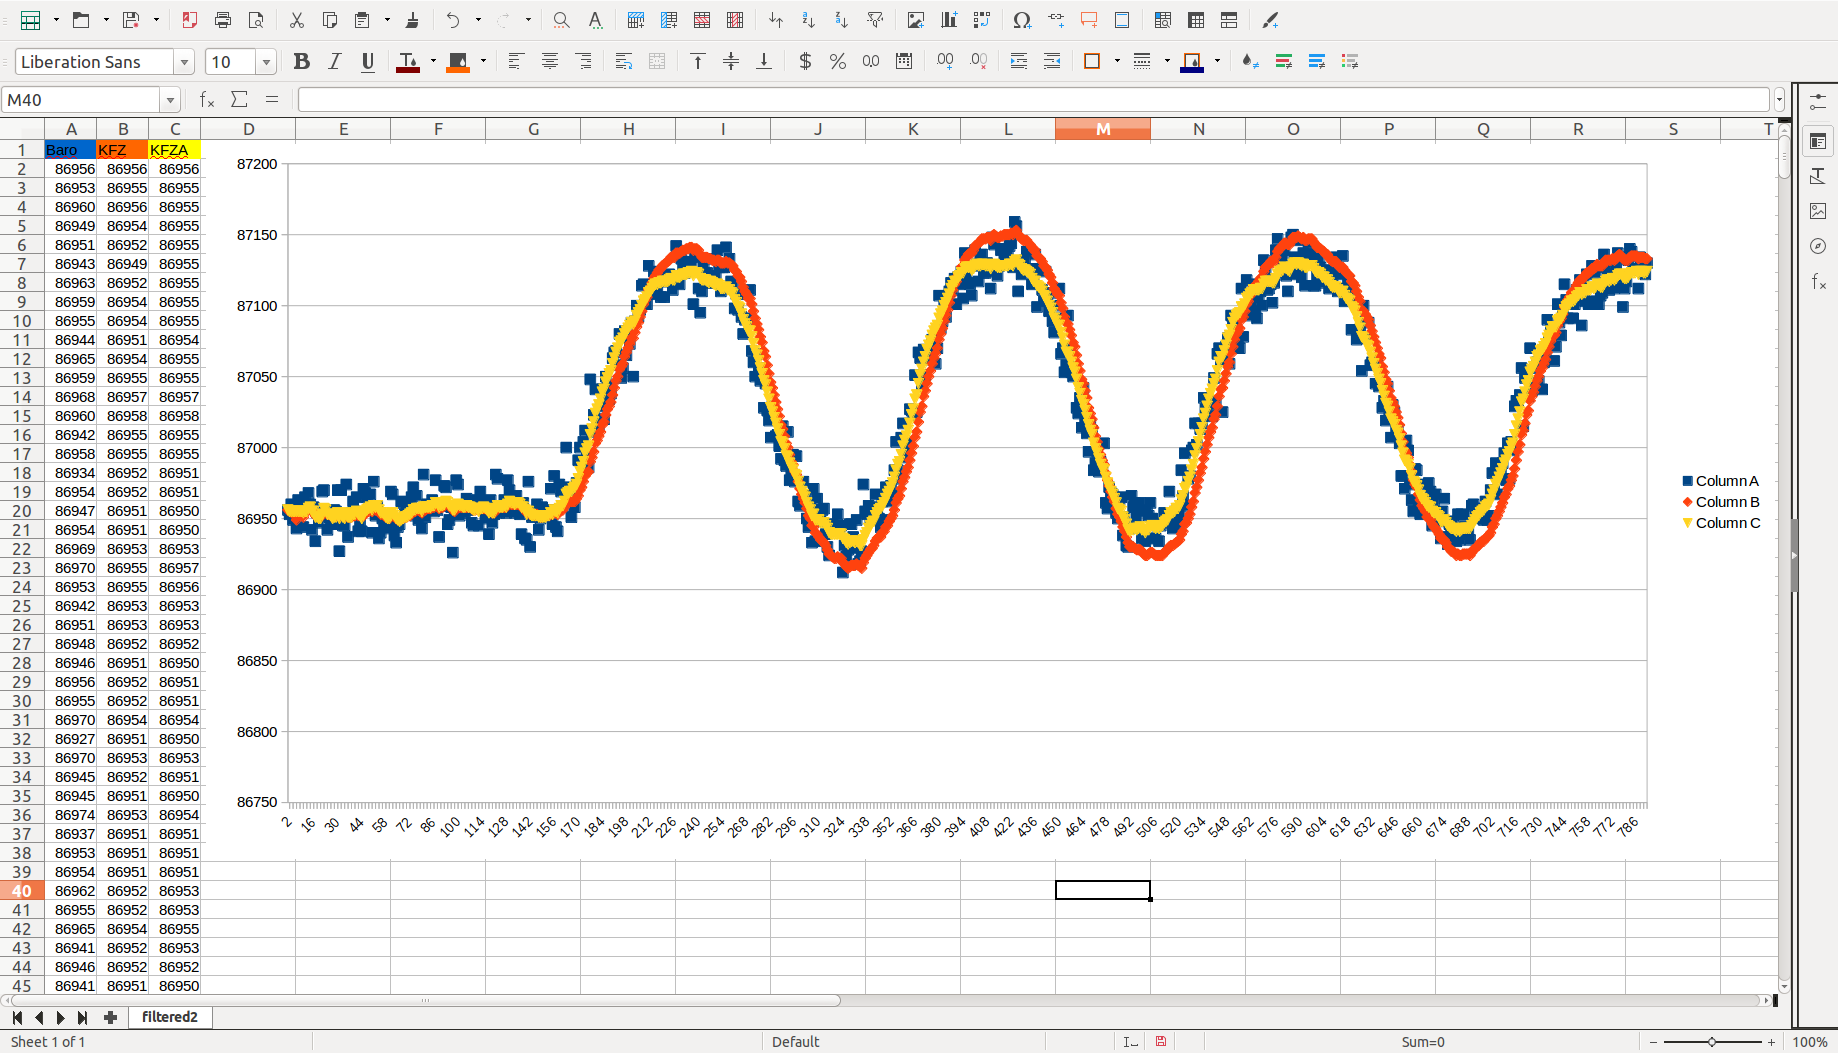 Liberation Sans 10
M40
A B C D E F G H I J K L M N O P Q R S T
1 Baro KFZ KFZA
2 86956 86956 86956
3 86953 86955 86955
4 86960 86956 86955
5 86949 86954 86955
6 86951 86952 86955
7 86943 86949 86955
8 86963 86952 86955
9 86959 86954 86955
10 86955 86954 86955
11 86944 86951 86954
12 86965 86954 86955
13 86959 86955 86955
14 86968 86957 86957
15 86960 86958 86958
16 86942 86955 86955
17 86958 86955 86955
18 86934 86952 86951
19 86954 86952 86951
20 86947 86951 86950
21 86954 86951 86950
22 86969 86953 86953
23 86970 86955 86957
24 86953 86955 86956
25 86942 86953 86953
26 86951 86953 86953
27 86948 86952 86952
28 86946 86951 86950
29 86956 86952 86951
30 86955 86952 86951
31 86970 86954 86954
32 86927 86951 86950
33 86970 86953 86953
34 86945 86952 86951
35 86945 86951 86950
36 86974 86953 86954
37 86937 86951 86951
38 86953 86951 86951
39 86954 86951 86951
40 86962 86952 86953
41 86955 86952 86953
42 86965 86954 86955
43 86941 86952 86953
44 86946 86952 86952
45 86941 86951 86950
87200
87150
87100
87050
87000
86950
86900
86850
86800
86750
2 16 30 44 58 72 86 100 114 128 142 156 170 184 198 212 226 240 254 268 282 296 310 324 338 352 366 380 394 408 422 436 450 464 478 492 506 520 534 548 562 576 590 604 618 632 646 660 674 688 702 716 730 744 758 772 786
Column A
Column B
Column C
filtered2
Sheet 1 of 1 Default Sum=0 100%